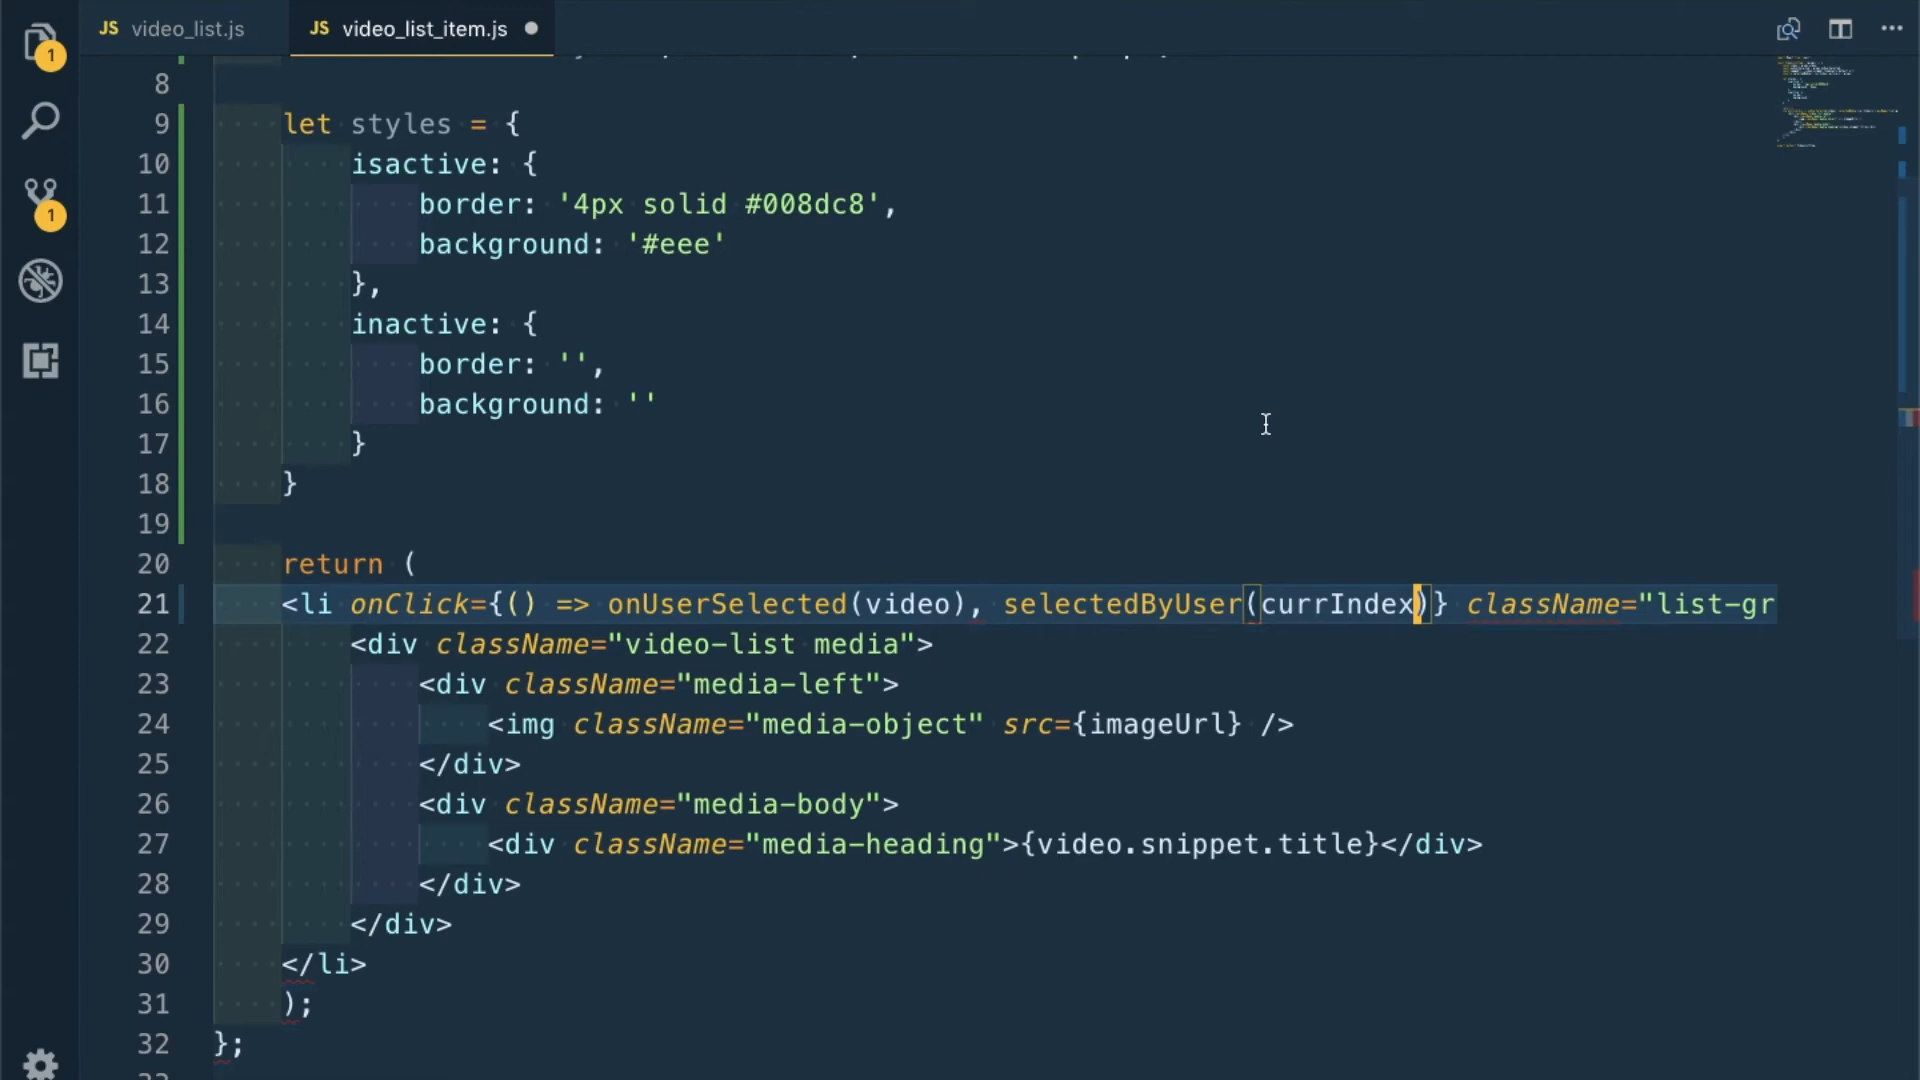 JS video_list.js
JS video_list_item.js
1
1
8
9 let styles = {
10 isactive: {
11 border: '4px solid #008dc8',
12 background: '#eee'
13 },
14 inactive: {
15 border: '',
16 background: ''
17 }
18 }
19
20 return (
21 <li onClick={() => onUserSelected(video), selectedByUser(currIndex)} className="list-gr
22 <div className="video-list media">
23 <div className="media-left">
24 <img className="media-object" src={imageUrl} />
25 </div>
26 <div className="media-body">
27 <div className="media-heading">{video.snippet.title}</div>
28 </div>
29 </div>
30 </li>
31 );
32 };